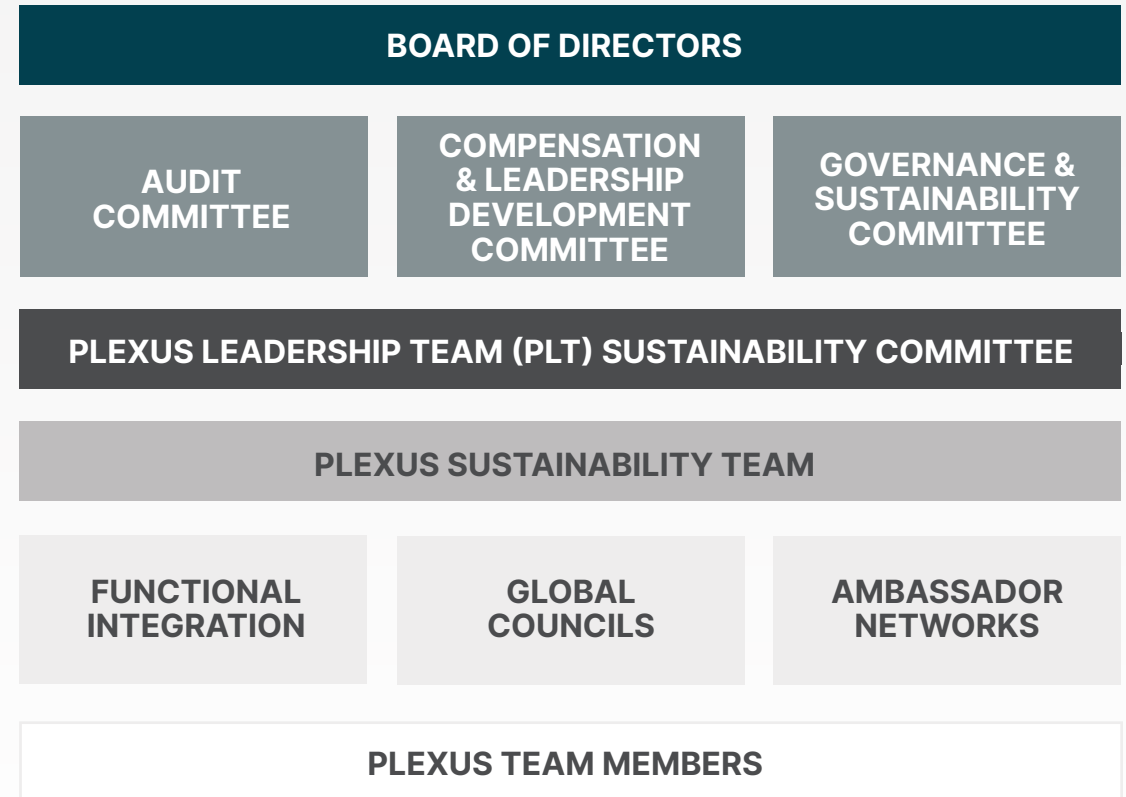 BOARD OF DIRECTORS
AUDIT
COMMITTEE
COMPENSATION
& LEADERSHIP
DEVELOPMENT
COMMITTEE
GOVERNANCE &
SUSTAINABILITY
COMMITTEE
PLEXUS LEADERSHIP TEAM (PLT) SUSTAINABILITY COMMITTEE
PLEXUS SUSTAINABILITY TEAM
FUNCTIONAL
INTEGRATION
GLOBAL
COUNCILS
AMBASSADOR
NETWORKS
PLEXUS TEAM MEMBERS